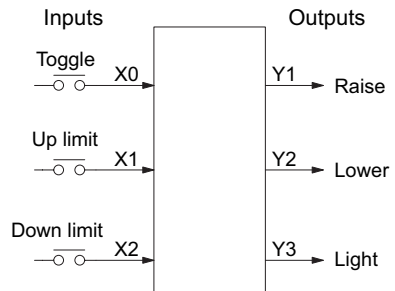 Inputs Outputs
Toggle X0 Y1 Raise
Up limit X1 Y2 Lower
Down limit X2 Y3 Light